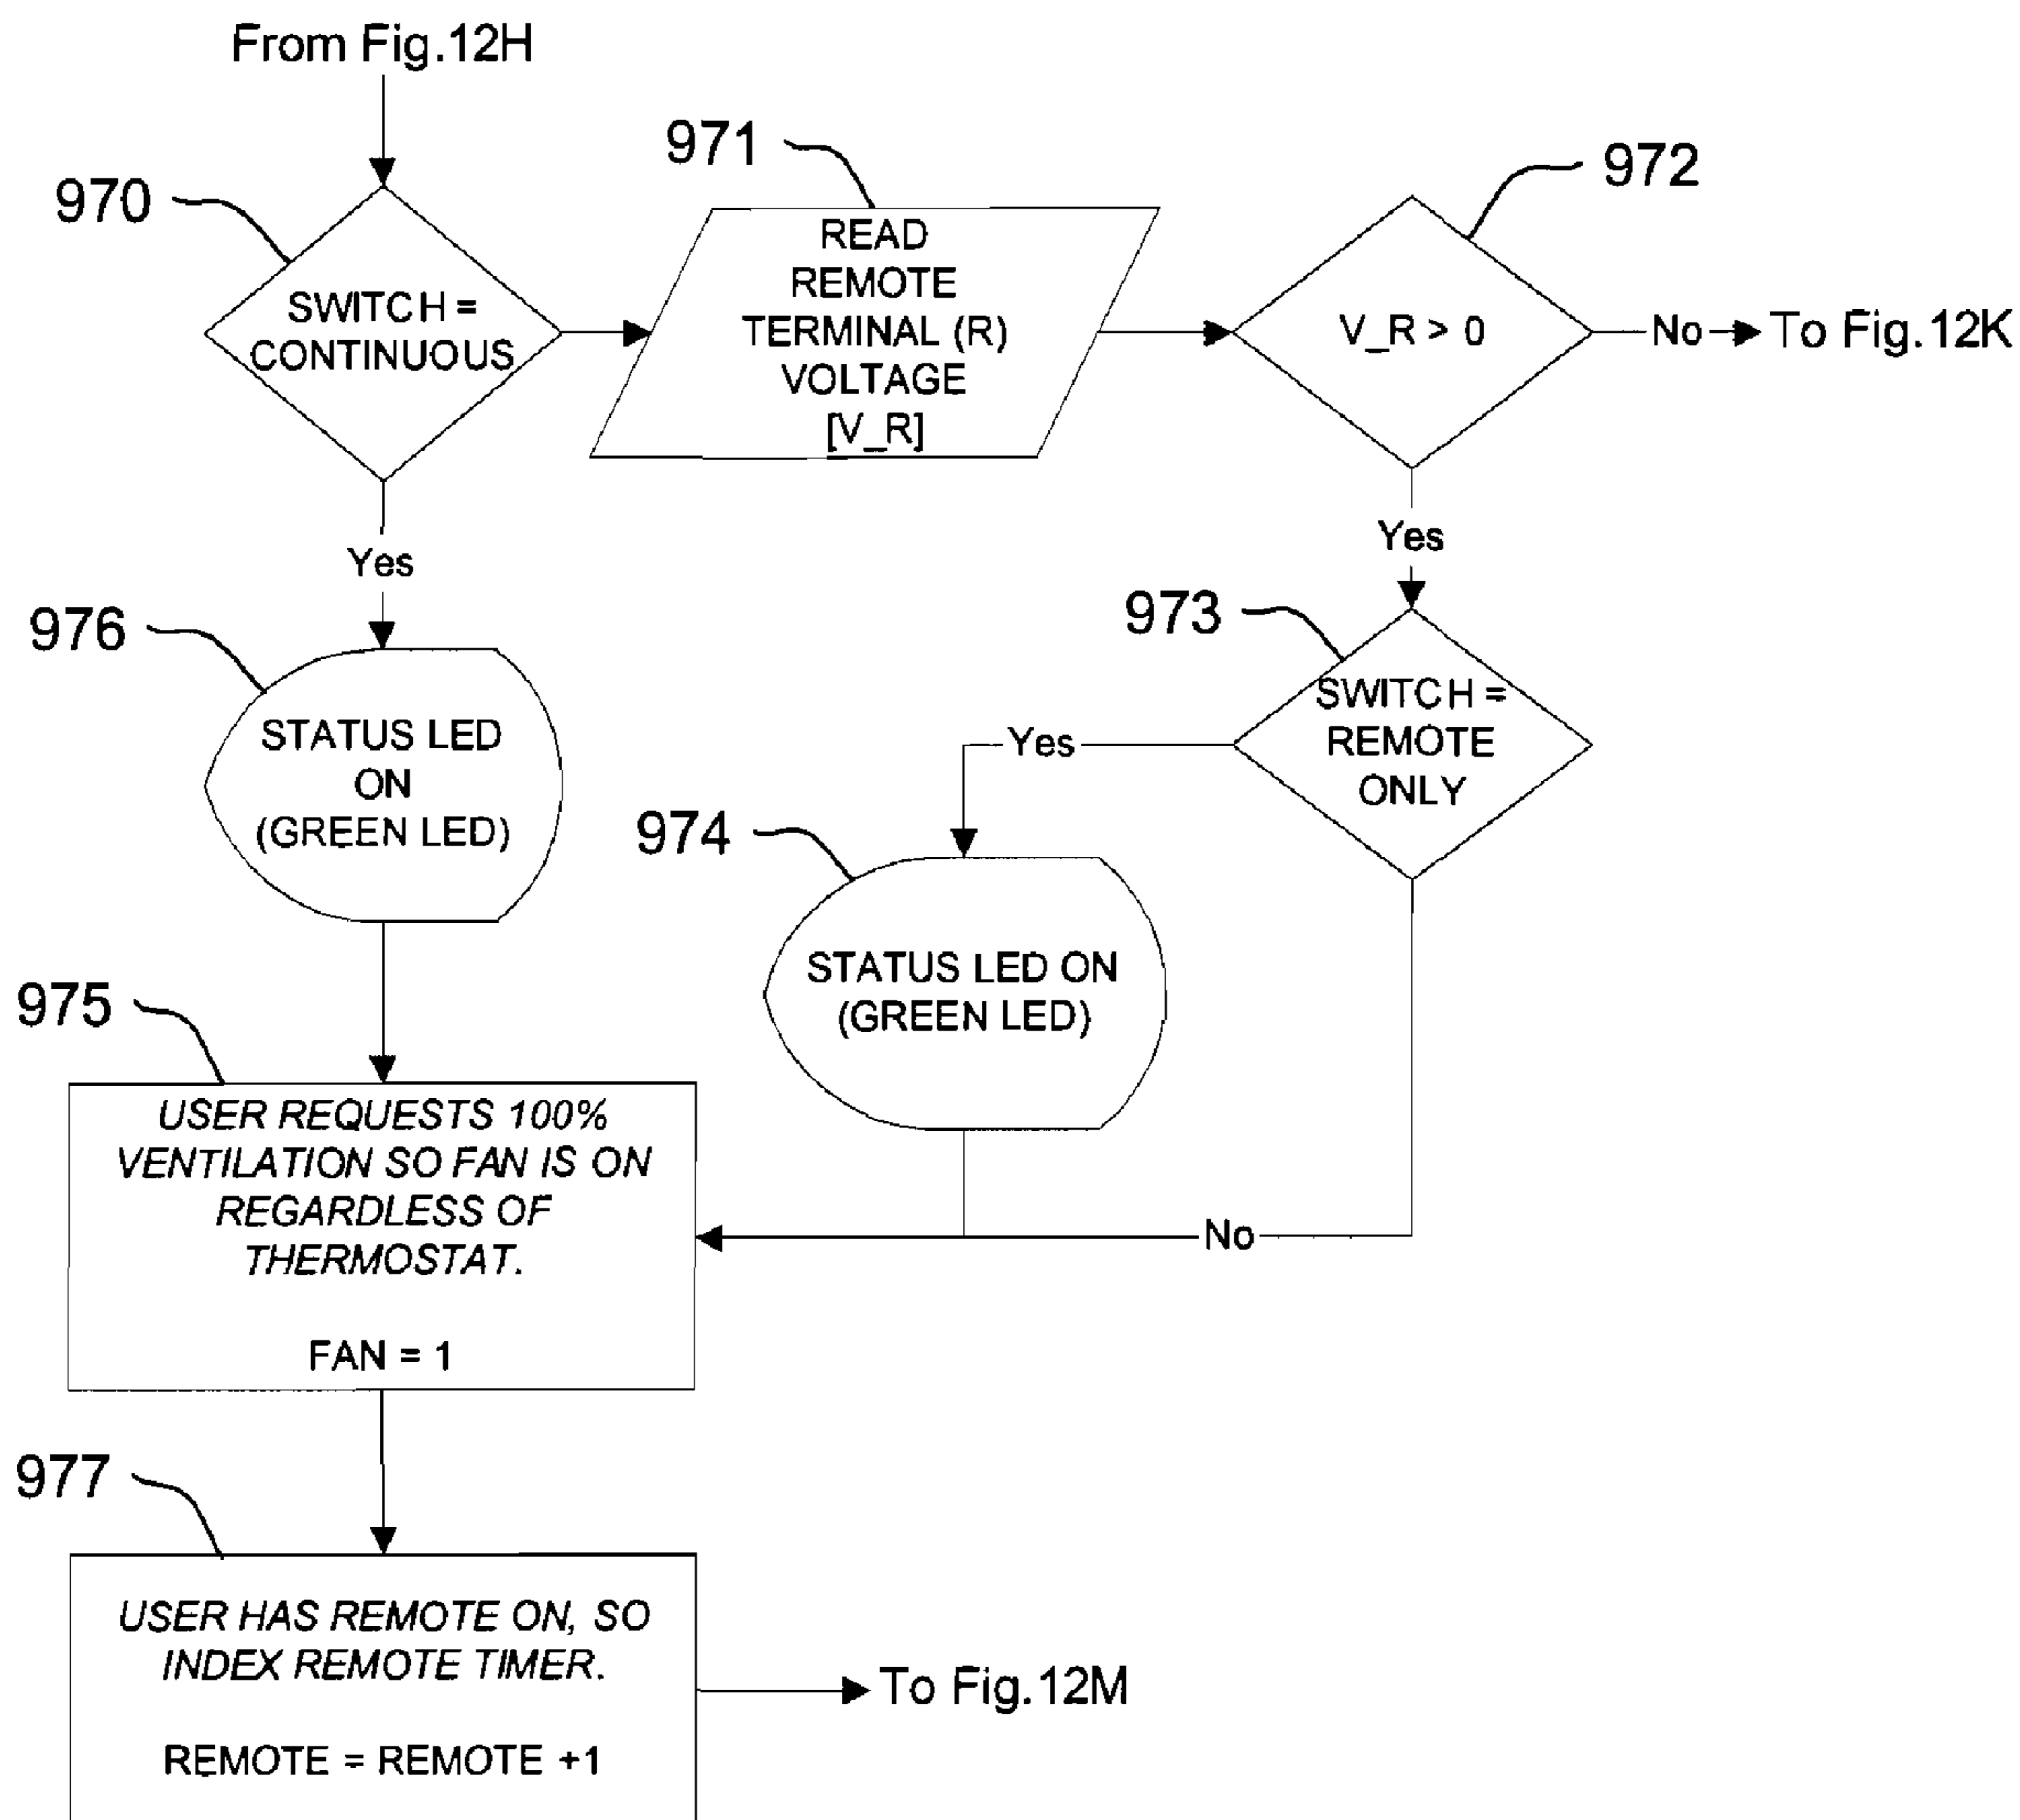 From Fig.12H
970
SWITCH =
CONTINUOUS
971
READ
REMOTE
TERMINAL (R)
VOLTAGE
[V_R]
972
V_R > 0
No
To Fig.12K
Yes
Yes
976
STATUS LED
ON
(GREEN LED)
973
SWITCH =
REMOTE
ONLY
Yes
974
STATUS LED ON
(GREEN LED)
No
975
USER REQUESTS 100%
VENTILATION SO FAN IS ON
REGARDLESS OF
THERMOSTAT.
FAN = 1
977
USER HAS REMOTE ON, SO
INDEX REMOTE TIMER.
REMOTE = REMOTE +1
To Fig.12M